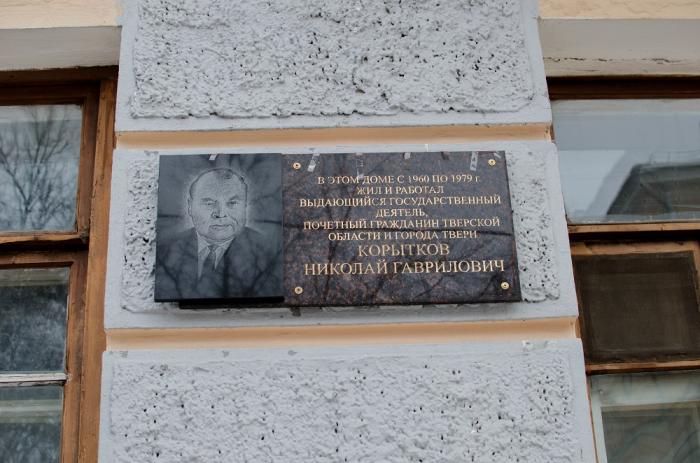 В ЭТОМ ДОМЕ С 1960 ПО 1979 г.
ЖИЛ И РАБОТАЛ
ВЫДАЮЩИЙСЯ ГОСУДАРСТВЕННЫЙ
ДЕЯТЕЛЬ,
ПОЧЕТНЫЙ ГРАЖДАНИН ТВЕРСКОЙ
ОБЛАСТИ И ГОРОДА ТВЕРИ
КОРЫТКОВ
НИКОЛАЙ ГАВРИЛОВИЧ